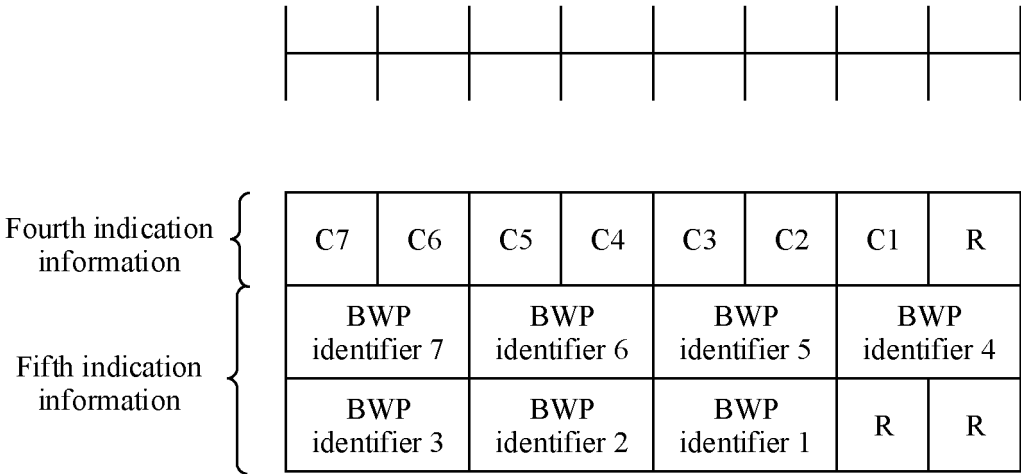 Fourth indication
information
C7 C6 C5 C4 C3 C2 C1 R
Fifth indication
information
BWP
identifier 7
BWP
identifier 6
BWP
identifier 5
BWP
identifier 4
BWP
identifier 3
BWP
identifier 2
BWP
identifier 1
R R